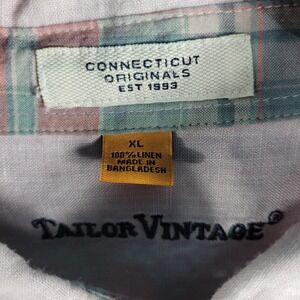 CONNECTICUT
ORIGINALS
EST 1993
XL
100% LINEN
MADE IN
BANGLADESH
TAILOR VINTAGE®